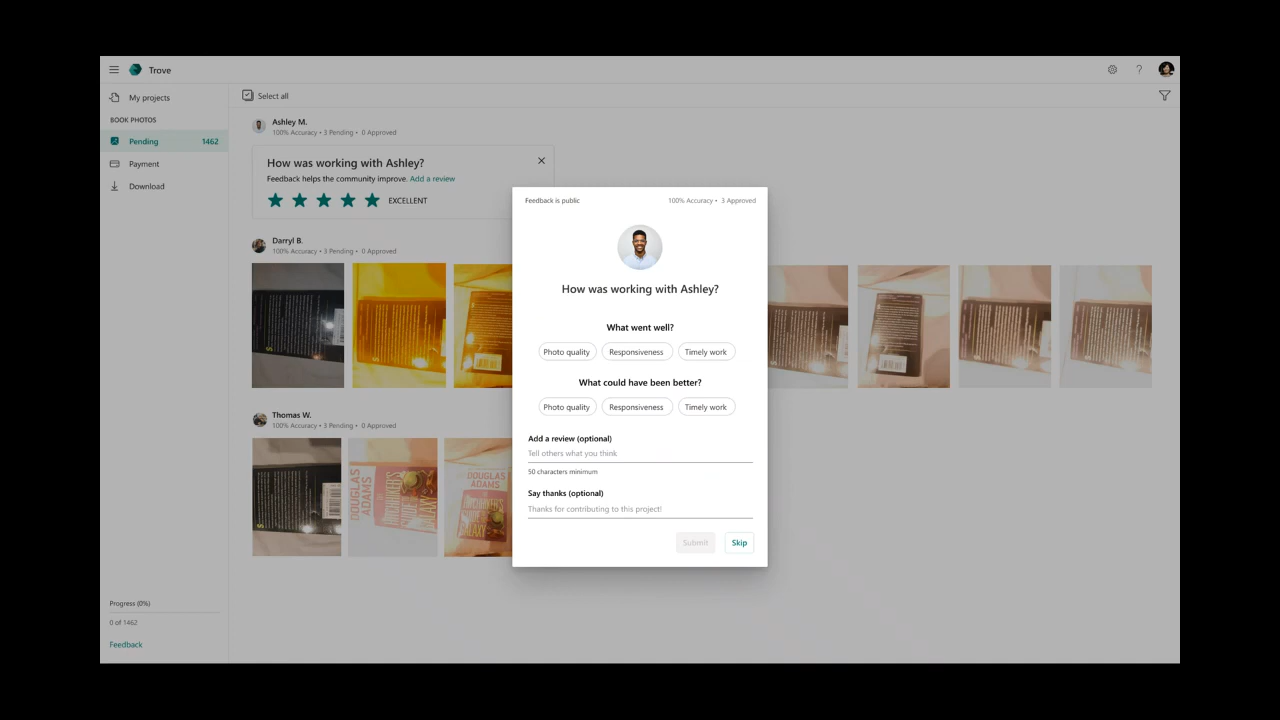 Trove
My projects
BOOK PHOTOS
Pending 1462
Payment
Download
Progress (0%)
0 of 1462
Feedback
Select all
Ashley M.
100% Accuracy • 3 Pending • 0 Approved
How was working with Ashley?
Feedback helps the community improve. Add a review
EXCELLENT
Darryl B.
100% Accuracy • 3 Pending • 0 Approved
Thomas W.
100% Accuracy • 3 Pending • 0 Approved
DOUGLAS
ADAMS
DOUGLAS
ADAMS
Feedback is public
100% Accuracy • 3 Approved
How was working with Ashley?
What went well?
Photo quality Responsiveness Timely work
What could have been better?
Photo quality Responsiveness Timely work
Add a review (optional)
Tell others what you think
50 characters minimum
Say thanks (optional)
Thanks for contributing to this project!
Submit Skip